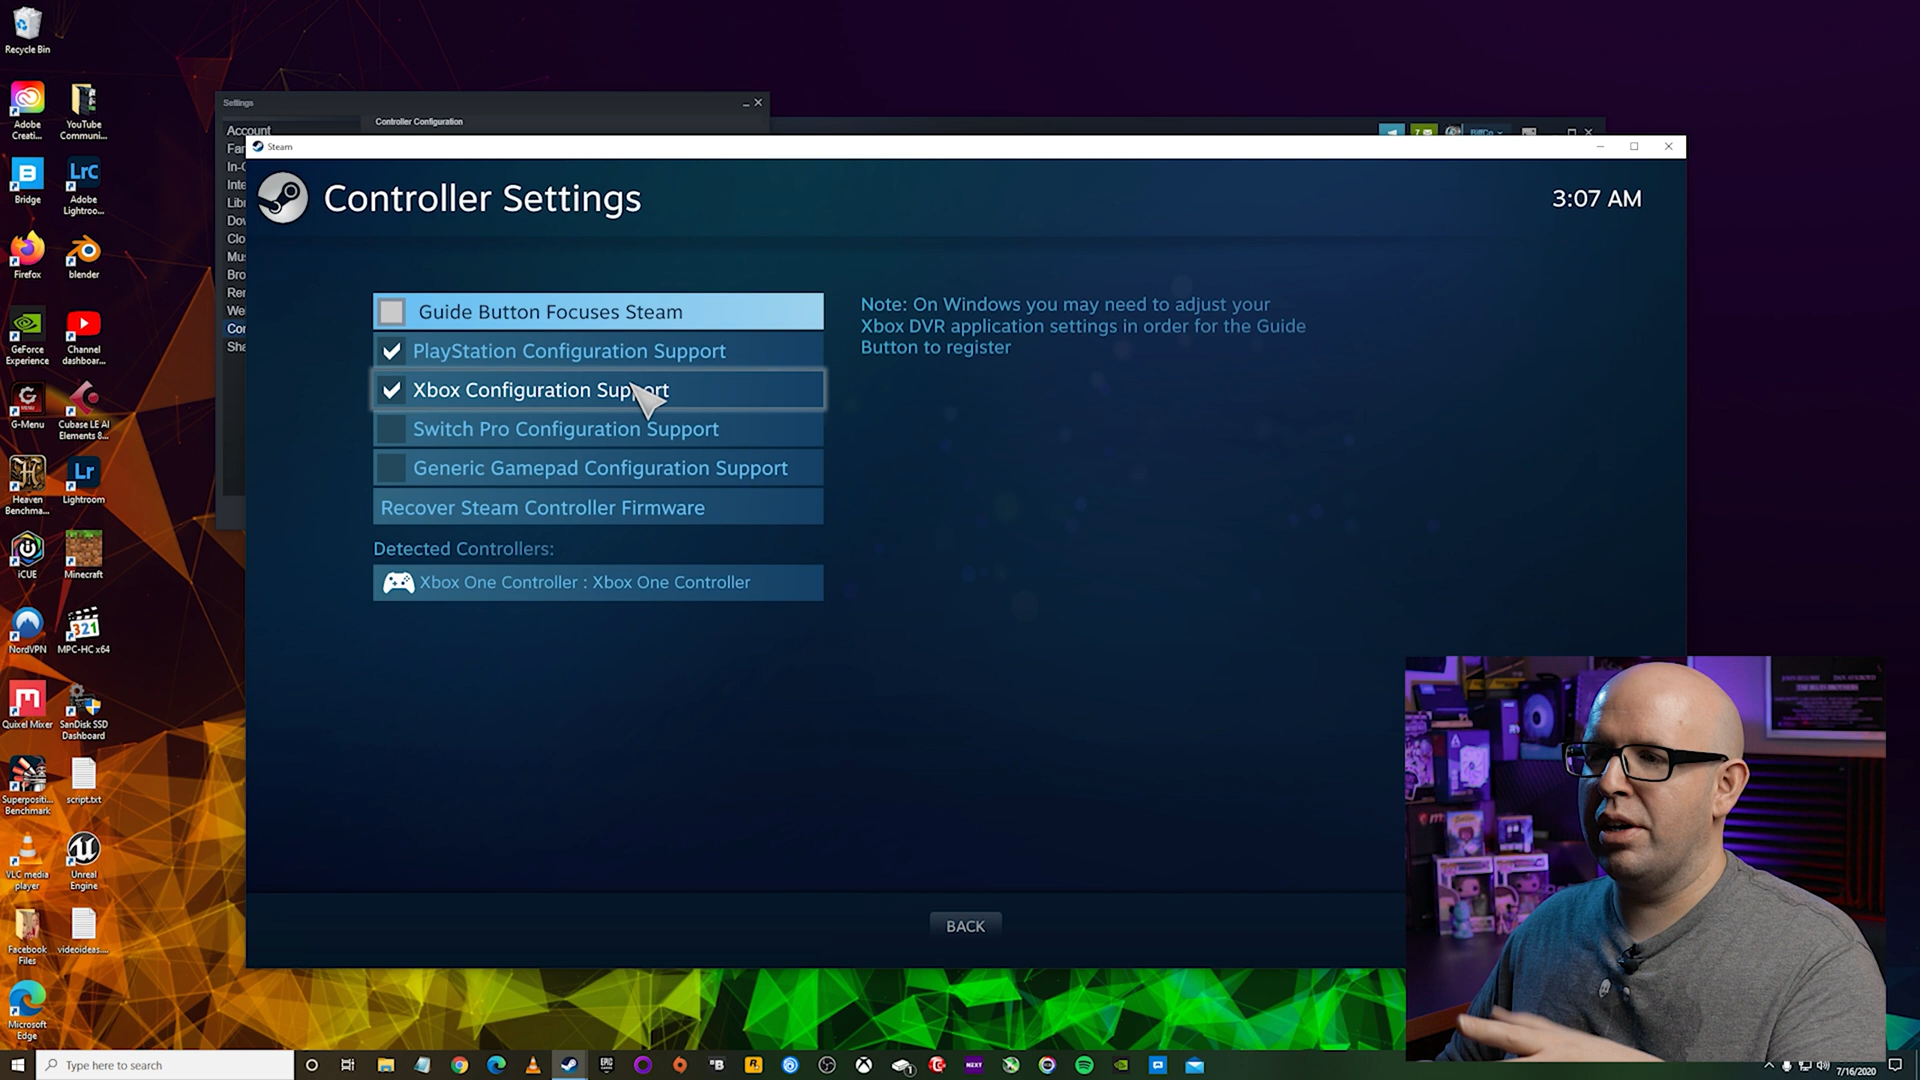 Recycle Bin
Adobe
Creati...
YouTube
Communi...
Bridge
Adobe
Lightroo...
Firefox
blender
GeForce
Experience
Channel
dashboar...
G-Menu
Cubase LE AI
Elements 8...
Heaven
Benchma...
Lightroom
iCUE
Minecraft
NordVPN
MPC-HC x64
Quixel Mixer
SanDisk SSD
Dashboard
Superpositi...
Benchmark
script.txt
VLC media
player
Unreal
Engine
Facebook
Files
videoideas....
Microsoft
Edge
Settings
Controller Configuration
Account
Steam
Controller Settings
3:07 AM
Guide Button Focuses Steam
PlayStation Configuration Support
Xbox Configuration Support
Switch Pro Configuration Support
Generic Gamepad Configuration Support
Recover Steam Controller Firmware
Detected Controllers:
Xbox One Controller : Xbox One Controller
Note: On Windows you may need to adjust your
Xbox DVR application settings in order for the Guide
Button to register
BACK
Type here to search
7/16/2020